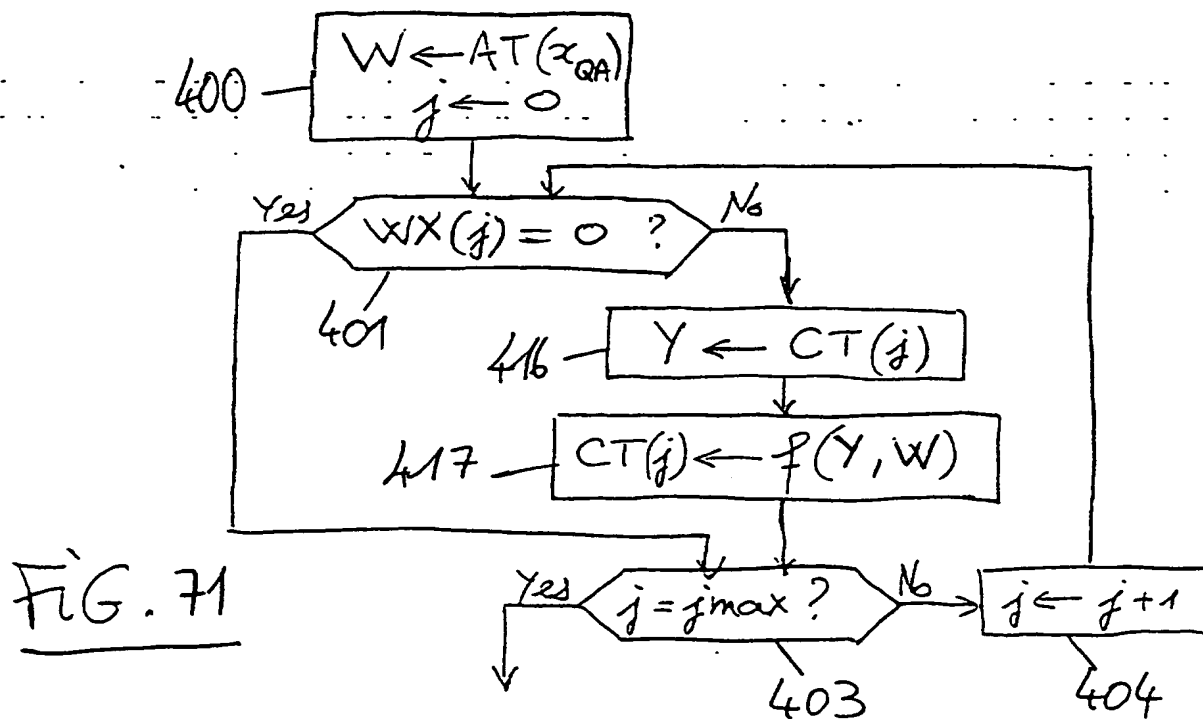 W ← AT(x_QA)
j ← 0
400
Yes
WX(j) = 0 ?
No
401
416
Y ← CT(j)
417
CT(j) ← f(Y, W)
FiG. 71
Yes
j = jmax ?
No
j ← j+1
403
404